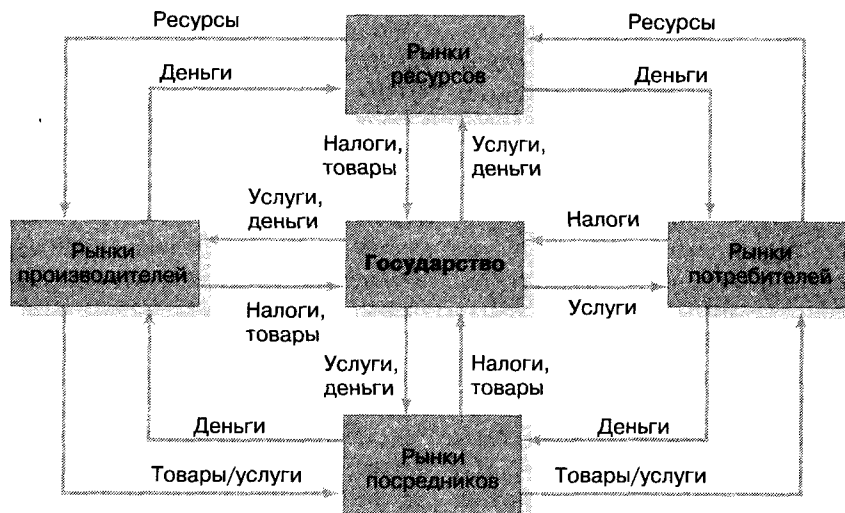 Ресурсы
Ресурсы
Рынки
ресурсов
Деньги
Деньги
Налоги,
товары
Услуги,
деньги
Услуги,
деньги
Налоги
Рынки
производителей
Государство
Рынки
потребителей
Налоги,
товары
Услуги
Услуги,
деньги
Налоги,
товары
Деньги
Деньги
Рынки
посредников
Товары/услуги
Товары/услуги